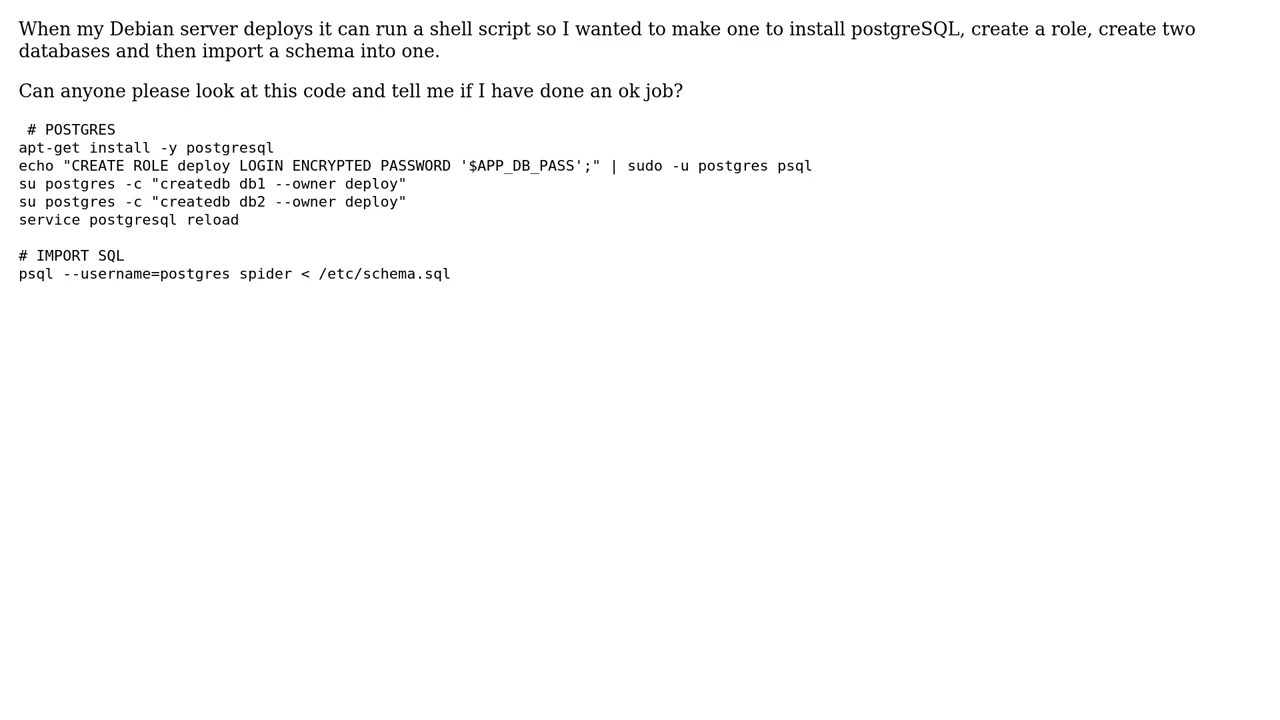 When my Debian server deploys it can run a shell script so I wanted to make one to install postgreSQL, create a role, create two
databases and then import a schema into one.
Can anyone please look at this code and tell me if I have done an ok job?
# POSTGRES
apt-get install -y postgresql
echo "CREATE ROLE deploy LOGIN ENCRYPTED PASSWORD '$APP_DB_PASS';" | sudo -u postgres psql
su postgres -c "createdb db1 --owner deploy"
su postgres -c "createdb db2 --owner deploy"
service postgresql reload
# IMPORT SQL
psql --username=postgres spider < /etc/schema.sql